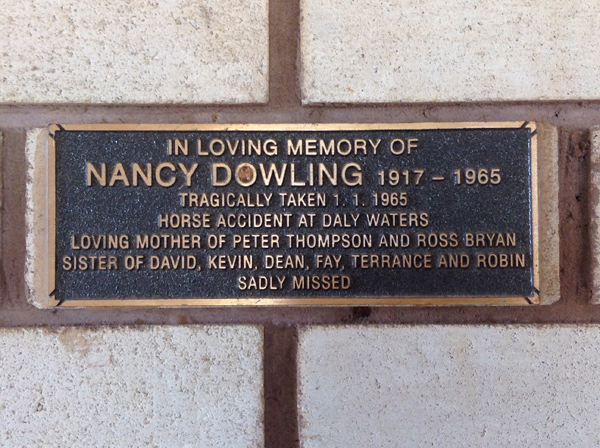 IN LOVING MEMORY OF
NANCY DOWLING 1917 – 1965
TRAGICALLY TAKEN 1. 1. 1965
HORSE ACCIDENT AT DALY WATERS
LOVING MOTHER OF PETER THOMPSON AND ROSS BRYAN
SISTER OF DAVID, KEVIN, DEAN, FAY, TERRANCE AND ROBIN
SADLY MISSED